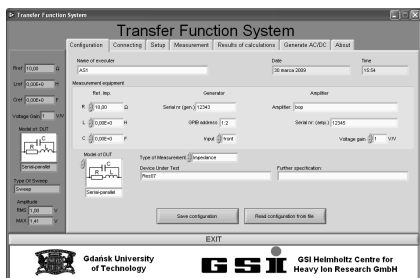 Transfer Function System
Transfer Function System
Configuration Connecting Setup Measurement Results of calculations Generate AC/DC About
Name of executer Date Time
AS1 30 marca 2009 15:54
Measurement equipment
Ref. Imp. Generator Amplifier
R 10,00 Ω Serial nr (gen.) 12343 Amplifier: bop
L 0,00E+0 H GPIB address 1:2 Serial nr: (amp.) 12345
C 0,00E+0 F Input front Voltage gain 1 V/V
Rref 10,00 Ω
Lref 0,00E+0 H
Cref 0,00E+0 F
Voltage Gain 1 V/V
Model of DUT
R C L
Serial-parallel
Type Of Sweep
Sweep
Amplitude
RMS 1,00 V
MAX 1,41 V
Model of DUT
R C L
Serial-parallel
Type of Measurement Impedance
Device Under Test Further specification:
Res07
Save configuration Read configuration from file
EXIT
Gdańsk University
of Technology
GSI
GSI Helmholtz Centre for
Heavy Ion Research GmbH